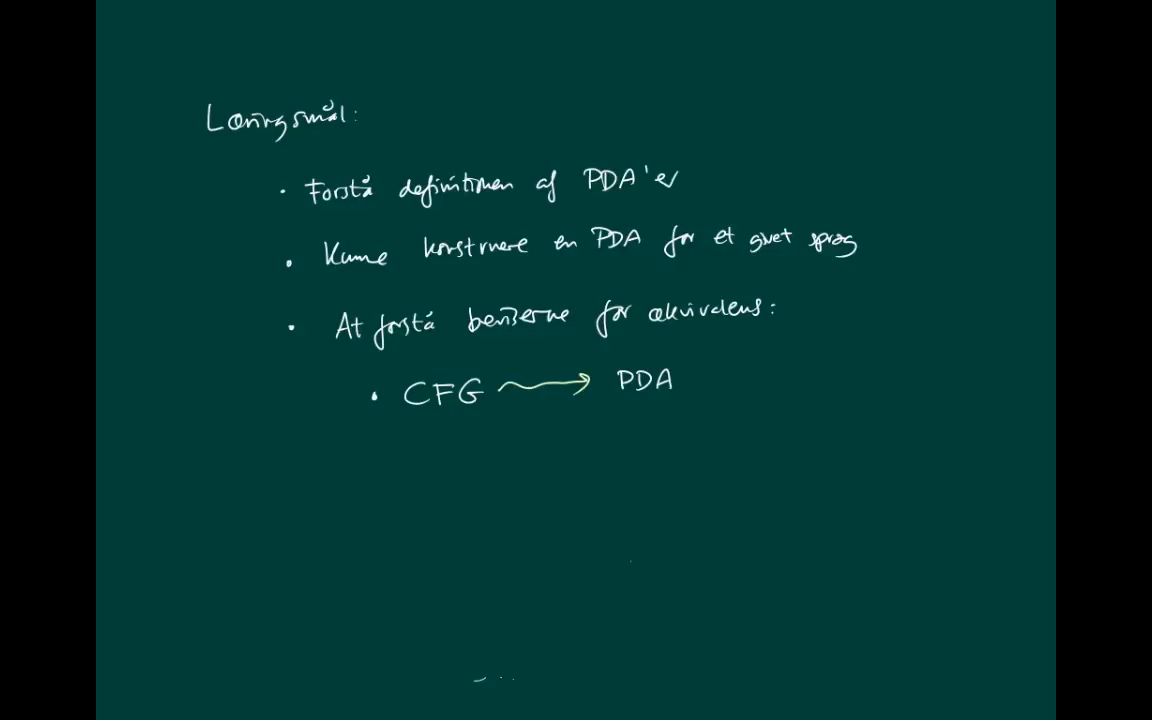 Læringsmål:
• Forstå definitionen af PDA'er
• Kunne konstruere en PDA for et givet sprog
• At forstå beviserne for ækvivalens:
• CFG ⟶ PDA